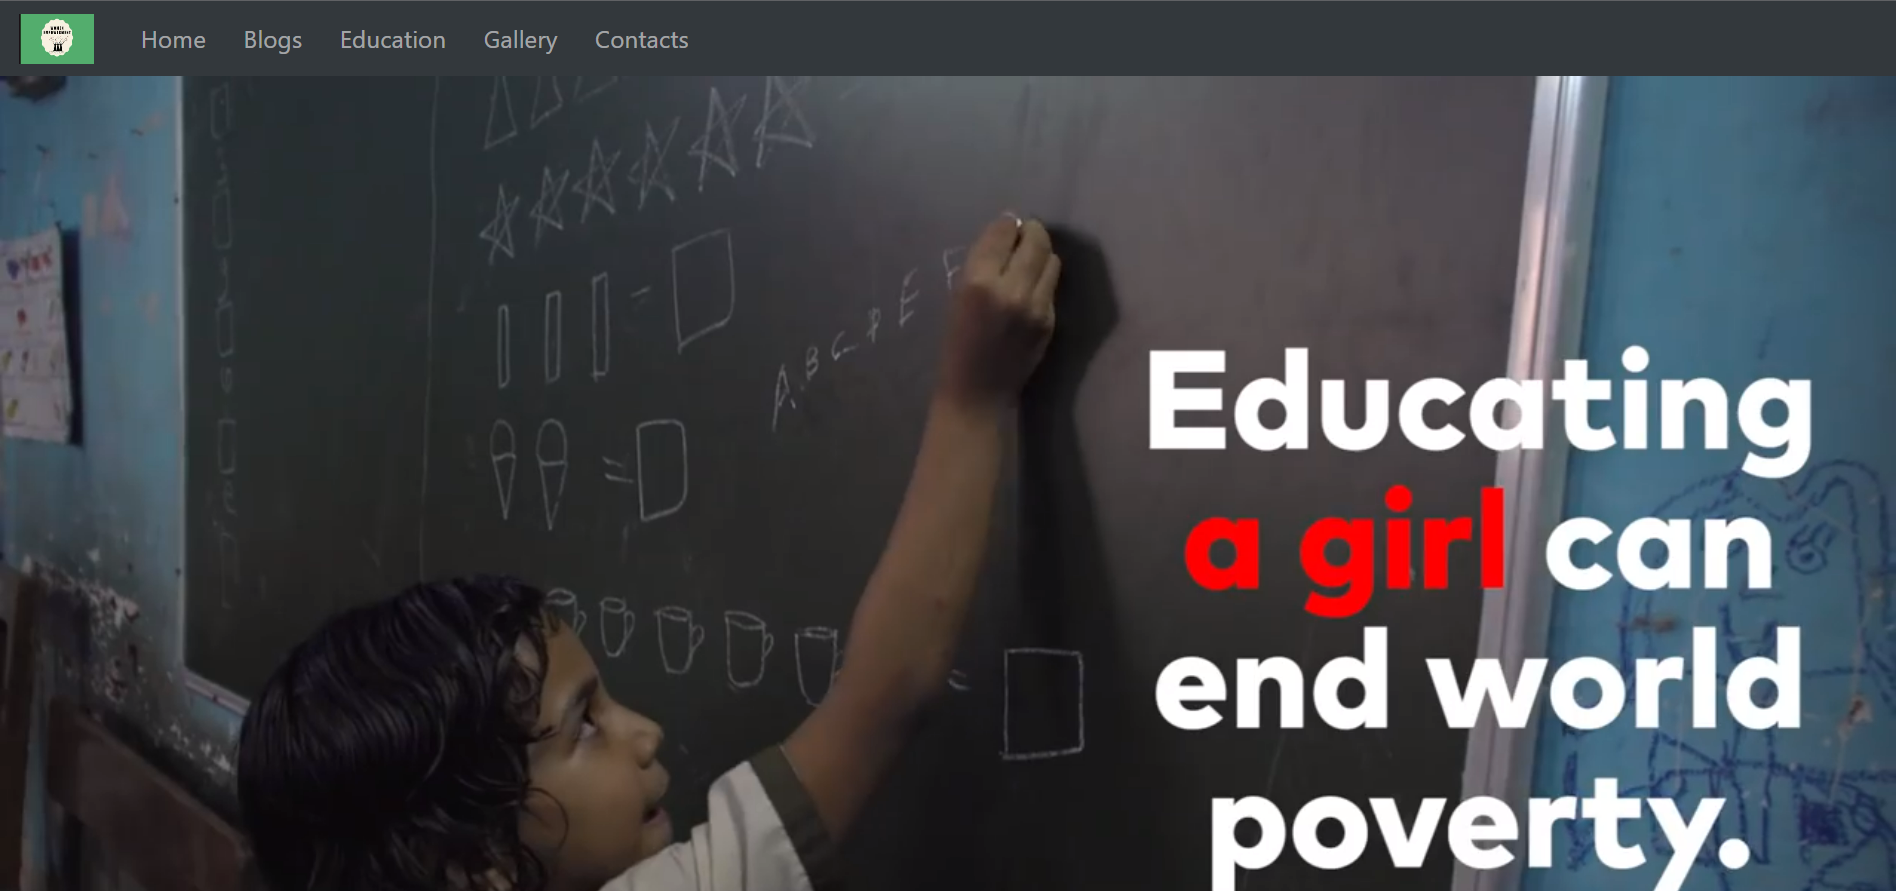 Home Blogs Education Gallery Contacts
A. B C D E F
Educating
a girl can
end world
poverty.